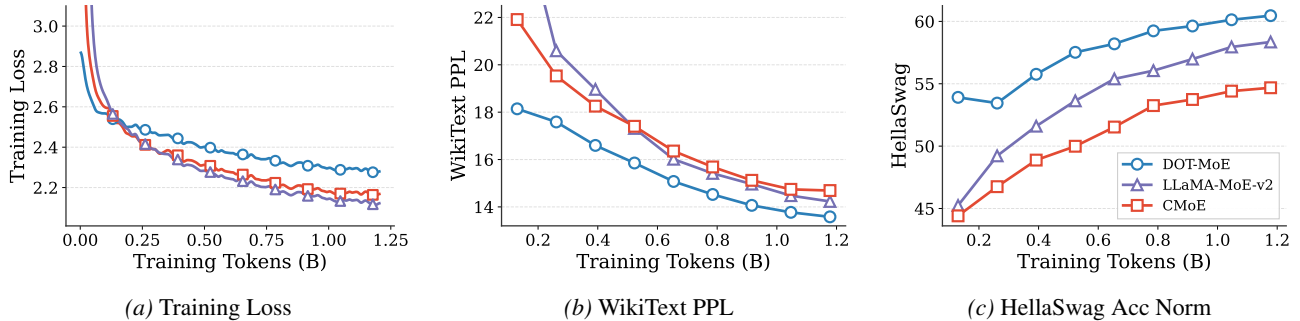 3.0
2.8
2.6
2.4
2.2
0.00 0.25 0.50 0.75 1.00 1.25
Training Loss
Training Tokens (B)
(a) Training Loss
22
20
18
16
14
0.2 0.4 0.6 0.8 1.0 1.2
WikiText PPL
Training Tokens (B)
(b) WikiText PPL
60
55
50
45
0.2 0.4 0.6 0.8 1.0 1.2
HellaSwag
Training Tokens (B)
DOT-MoE
LLaMA-MoE-v2
CMoE
(c) HellaSwag Acc Norm